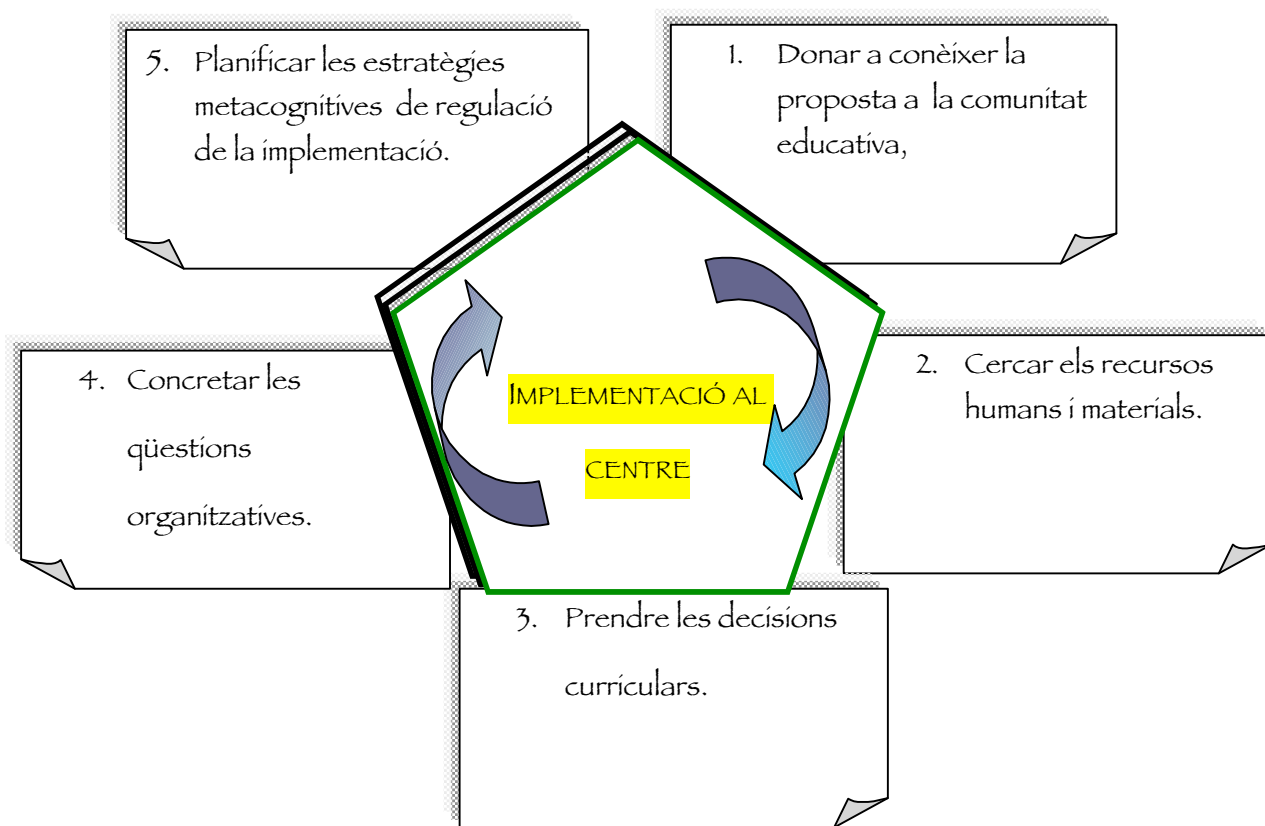 5. Planificar les estratègies
metacognitives de regulació
de la implementació.
1. Donar a conèixer la
proposta a la comunitat
educativa,
4. Concretar les
qüestions
organitzatives.
IMPLEMENTACIÓ AL
CENTRE
2. Cercar els recursos
humans i materials.
3. Prendre les decisions
curriculars.